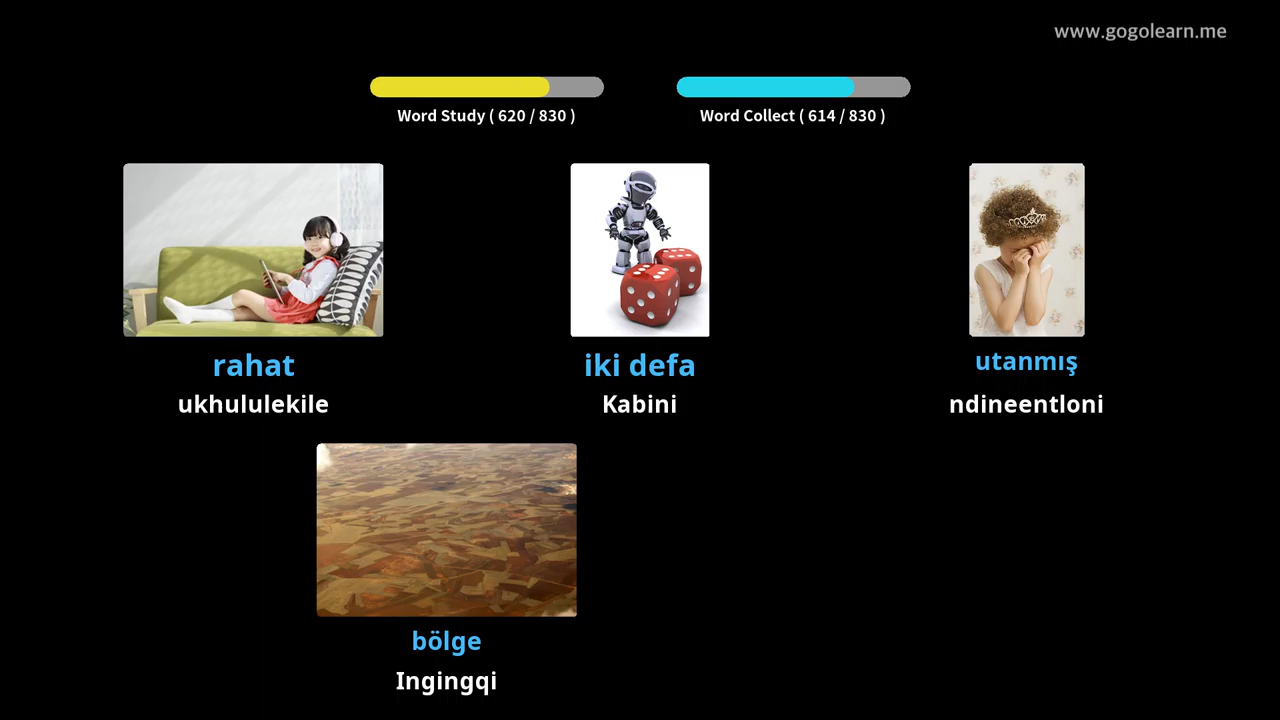 www.gogolearn.me
Word Study ( 620 / 830 )
Word Collect ( 614 / 830 )
rahat
ukhululekile
iki defa
Kabini
utanmış
ndineentloni
bölge
Ingingqi